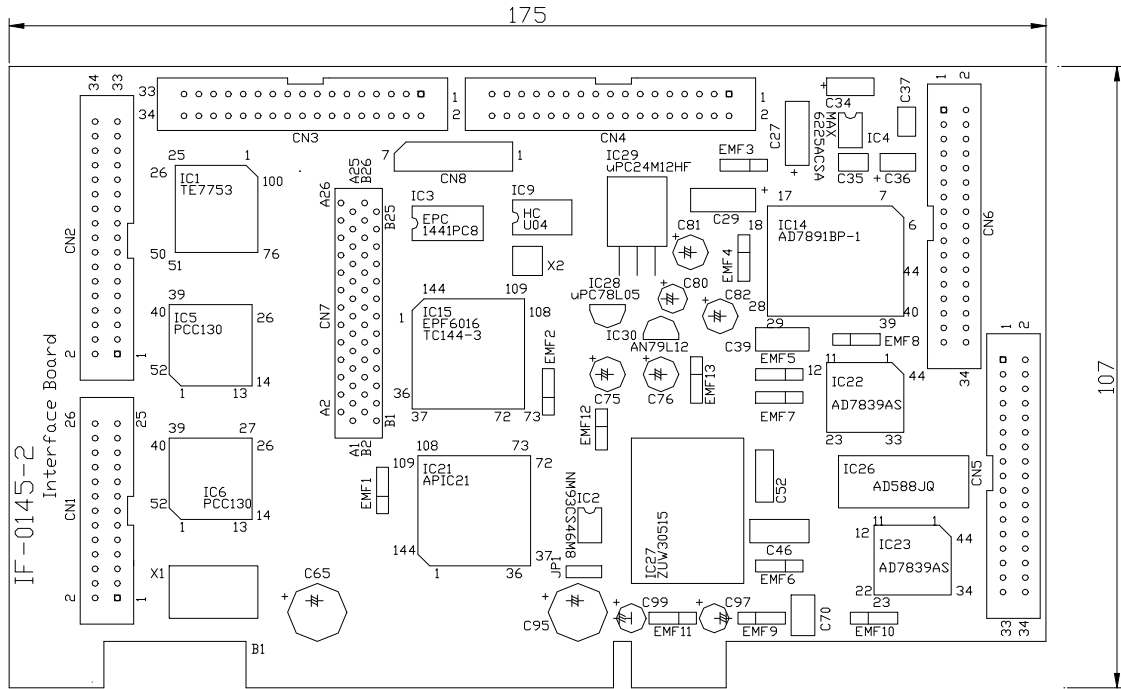 175
107
IF-0145-2
Interface Board
34
33
CN2
2
1
33
34
CN3
1
2
CN4
1
2
C34
C37
MAX
6225ACSA
C27
IC4
C35
C36
1
2
CN6
34
25
1
26
IC1
TE7753
100
50
51
76
7
CN8
1
A25
B26
A26
B25
CN7
A2
B1
A1
B2
IC3
EPC
1441PC8
IC9
HC
U04
X2
IC29
uPC24M12HF
EMF3
C29
C81
EMF4
17
7
18
IC14
AD7891BP-1
6
44
28
40
29
39
IC28
uPC78L05
C80
C82
IC30
AN79L12
C39
EMF8
39
40
IC5
PCC130
26
52
14
1
13
144
109
1
IC15
EPF6016
TC144-3
108
36
37
72
73
EMF2
C75
C76
EMF13
EMF12
EMF5
EMF7
12
11
1
IC22
44
AD7839AS
23
33
1
2
CN5
33
34
26
25
CN1
2
1
39
27
40
26
IC6
PCC130
52
14
1
13
EMF1
108
73
109
IC21
APIC21
72
144
37
1
36
NM93CS46M8
IC2
JP1
IC27
ZUW30515
C52
C46
EMF6
IC26
AD588JQ
11
1
12
IC23
44
AD7839AS
22
34
23
X1
C65
C95
C99
EMF11
C97
EMF9
C70
EMF10
B1